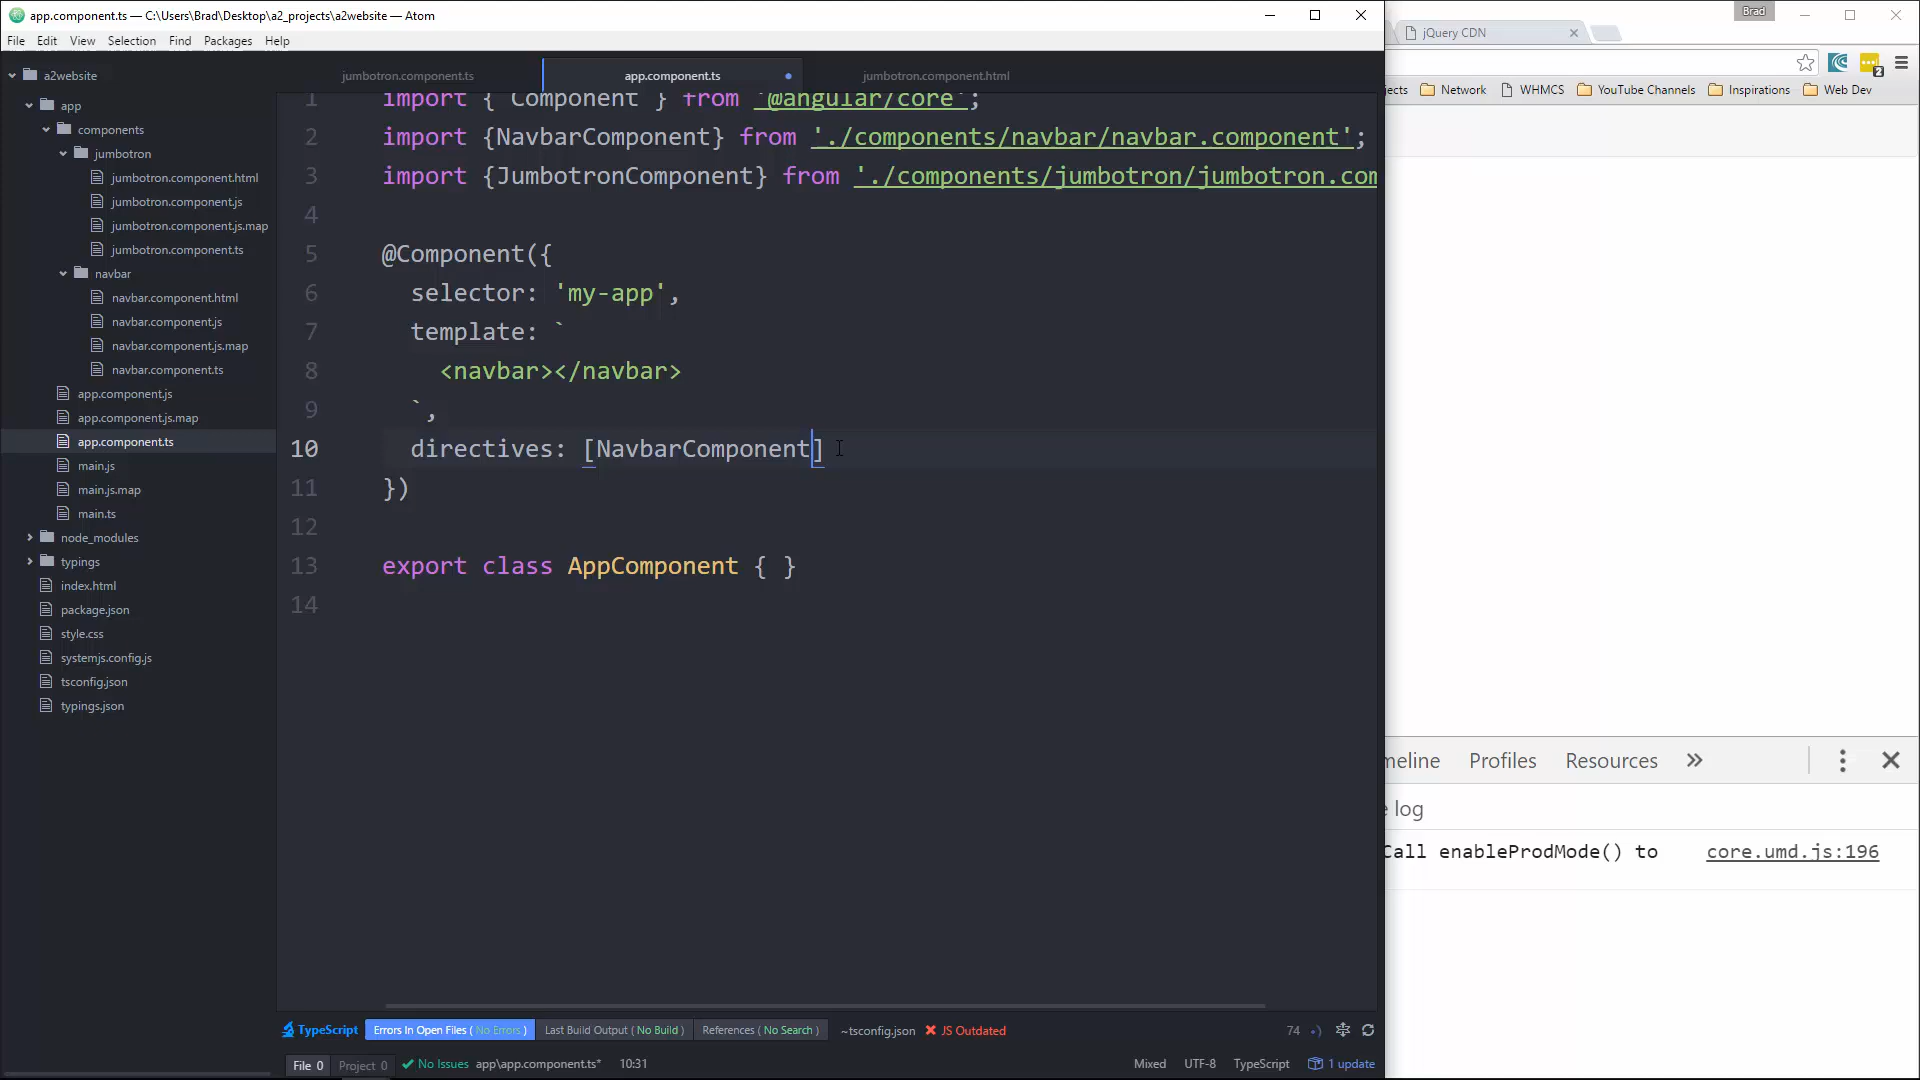 app.component.ts — C:\Users\Brad\Desktop\a2_projects\a2website — Atom
File Edit View Selection Find Packages Help
a2website
app
components
jumbotron
jumbotron.component.html
jumbotron.component.js
jumbotron.component.js.map
jumbotron.component.ts
navbar
navbar.component.html
navbar.component.js
navbar.component.js.map
navbar.component.ts
app.component.js
app.component.js.map
app.component.ts
main.js
main.js.map
main.ts
node_modules
typings
index.html
package.json
style.css
systemjs.config.js
tsconfig.json
typings.json
jumbotron.component.ts app.component.ts jumbotron.component.html
1 import { Component } from '@angular/core';
2 import {NavbarComponent} from './components/navbar/navbar.component';
3 import {JumbotronComponent} from './components/jumbotron/jumbotron.com
4
5 @Component({
6 selector: 'my-app',
7 template: `
8 <navbar></navbar>
9 `,
10 directives: [NavbarComponent]
11 })
12
13 export class AppComponent { }
14
TypeScript Errors In Open Files ( No Errors ) Last Build Output ( No Build ) References ( No Search ) ~tsconfig.json JS Outdated 74
File 0 Project 0 No Issues app\app.component.ts* 10:31 Mixed UTF-8 TypeScript 1 update
Brad
jQuery CDN
2
jects Network WHMCS YouTube Channels Inspirations Web Dev
meline Profiles Resources »
e log
Call enableProdMode() to core.umd.js:196